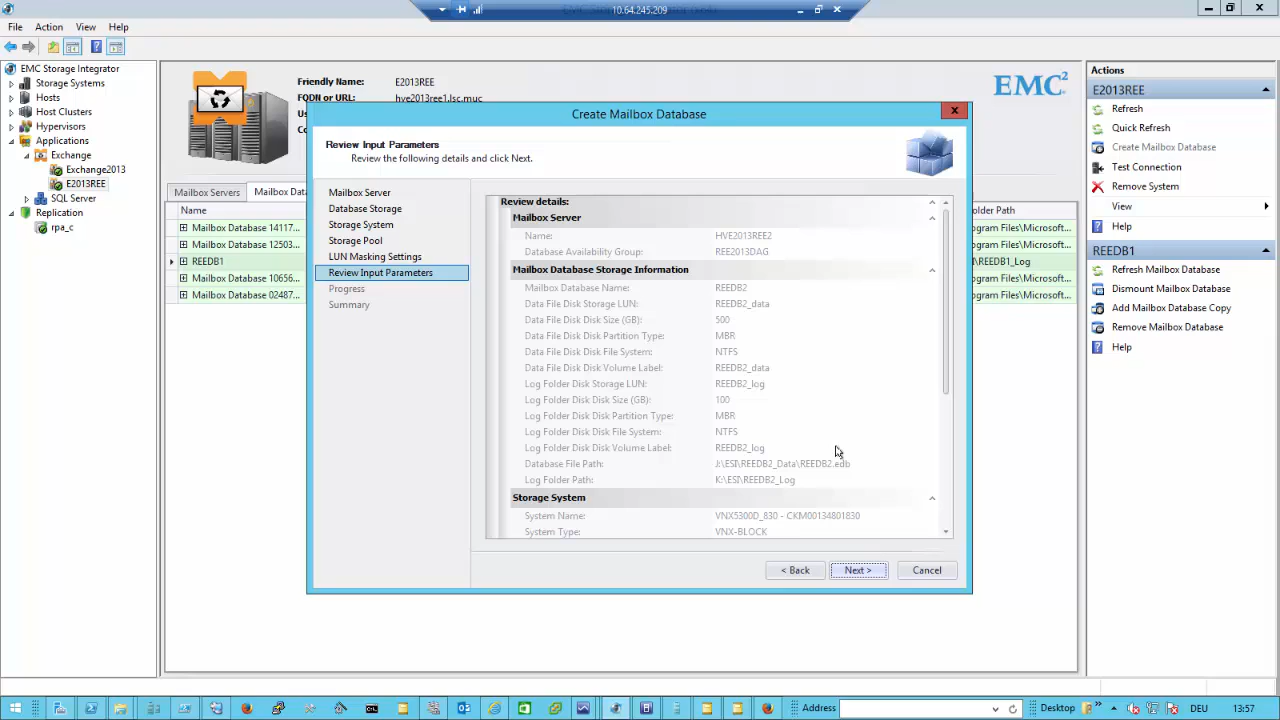 10.64.245.209
File Action View Help
EMC Storage Integrator
Storage Systems
Hosts
Host Clusters
Hypervisors
Applications
Exchange
Exchange2013
E2013REE
SQL Server
Replication
rpa_c
Friendly Name: E2013REE
FQDN or URL: hve2013ree1.lsc.muc
EMC²
Mailbox Servers
Name
Mailbox Database 14117...
Mailbox Database 12503...
REEDB1
Mailbox Database 10656...
Mailbox Database 02487...
Create Mailbox Database
Review Input Parameters
Review the following details and click Next.
Mailbox Server
Database Storage
Storage System
Storage Pool
LUN Masking Settings
Review Input Parameters
Progress
Summary
Review details:
Mailbox Server
Name: HVE2013REE2
Database Availability Group: REE2013DAG
Mailbox Database Storage Information
Mailbox Database Name: REEDB2
Data File Disk Storage LUN: REEDB2_data
Data File Disk Disk Size (GB): 500
Data File Disk Disk Partition Type: MBR
Data File Disk Disk File System: NTFS
Data File Disk Disk Volume Label: REEDB2_data
Log Folder Disk Storage LUN: REEDB2_log
Log Folder Disk Disk Size (GB): 100
Log Folder Disk Disk Partition Type: MBR
Log Folder Disk Disk File System: NTFS
Log Folder Disk Disk Volume Label: REEDB2_log
Database File Path: J:\ESI\REEDB2_Data\REEDB2.edb
Log Folder Path: K:\ESI\REEDB2_Log
Storage System
System Name: VNX5300D_830 - CKM00134801830
System Type: VNX-BLOCK
< Back Next > Cancel
older Path
ogram Files\Microsoft...
ogram Files\Microsoft...
I\REEDB1_Log
ogram Files\Microsoft...
ogram Files\Microsoft...
Actions
E2013REE
Refresh
Quick Refresh
Create Mailbox Database
Test Connection
Remove System
View
Help
REEDB1
Refresh Mailbox Database
Dismount Mailbox Database
Add Mailbox Database Copy
Remove Mailbox Database
Help
Address Desktop DEU 13:57